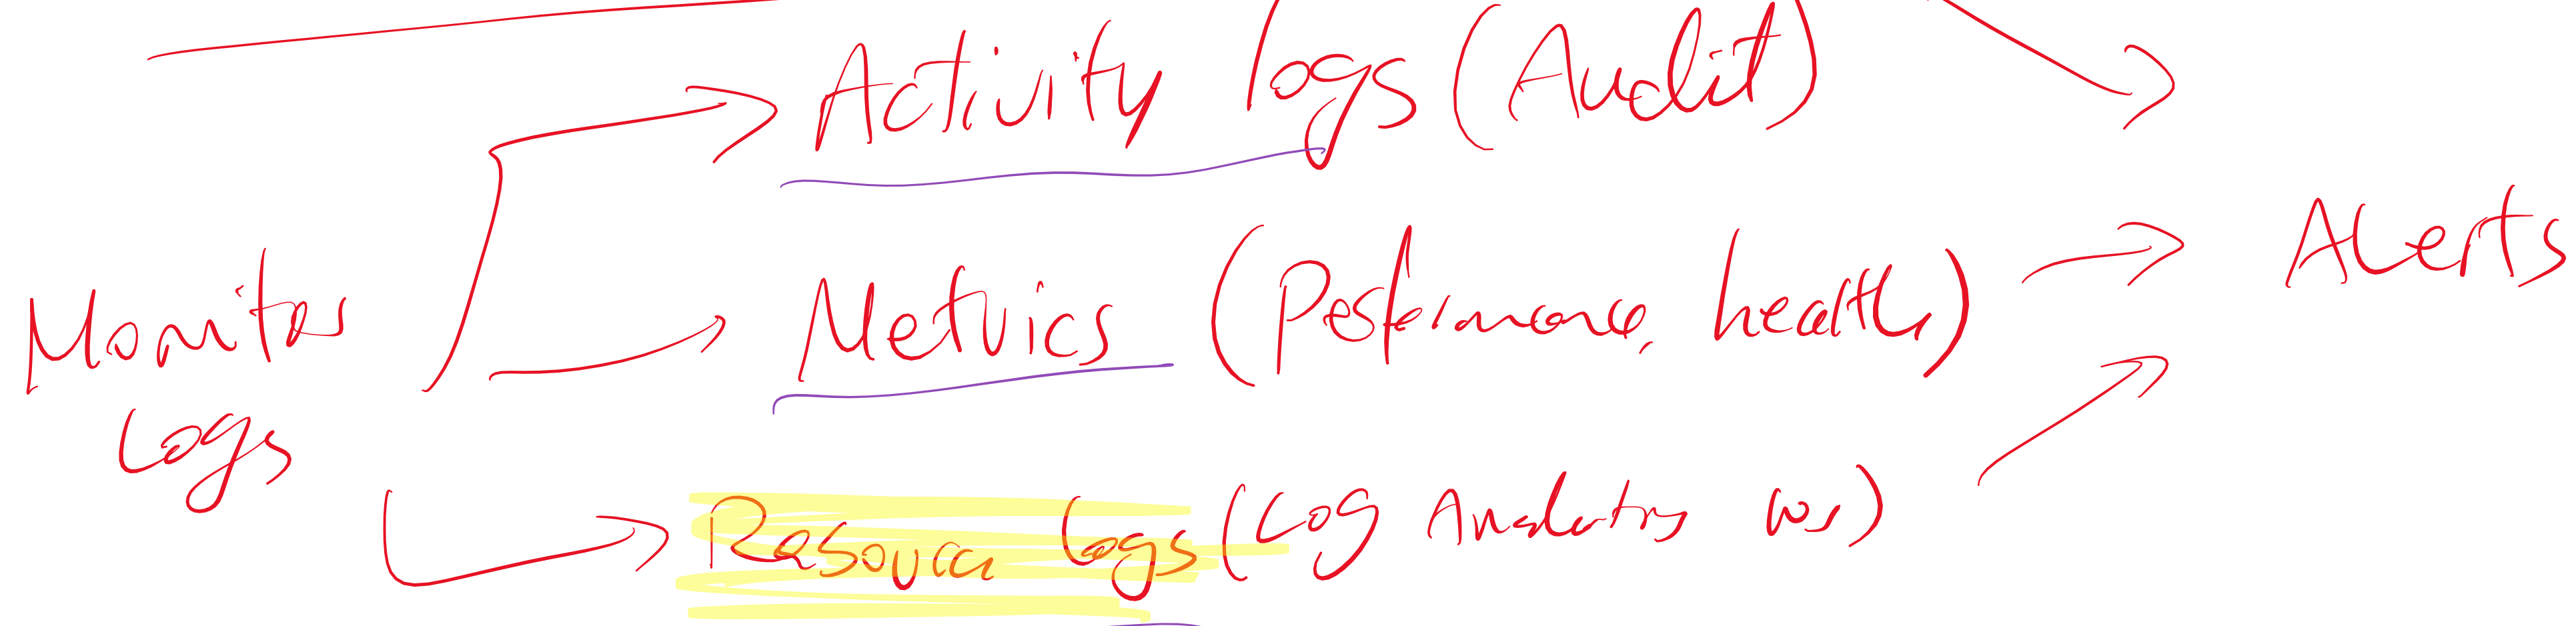 Activity logs (Audit)
Monitor
Logs
Metrics (Performance, health)
Alerts
Resource logs (Log Analytics ws)